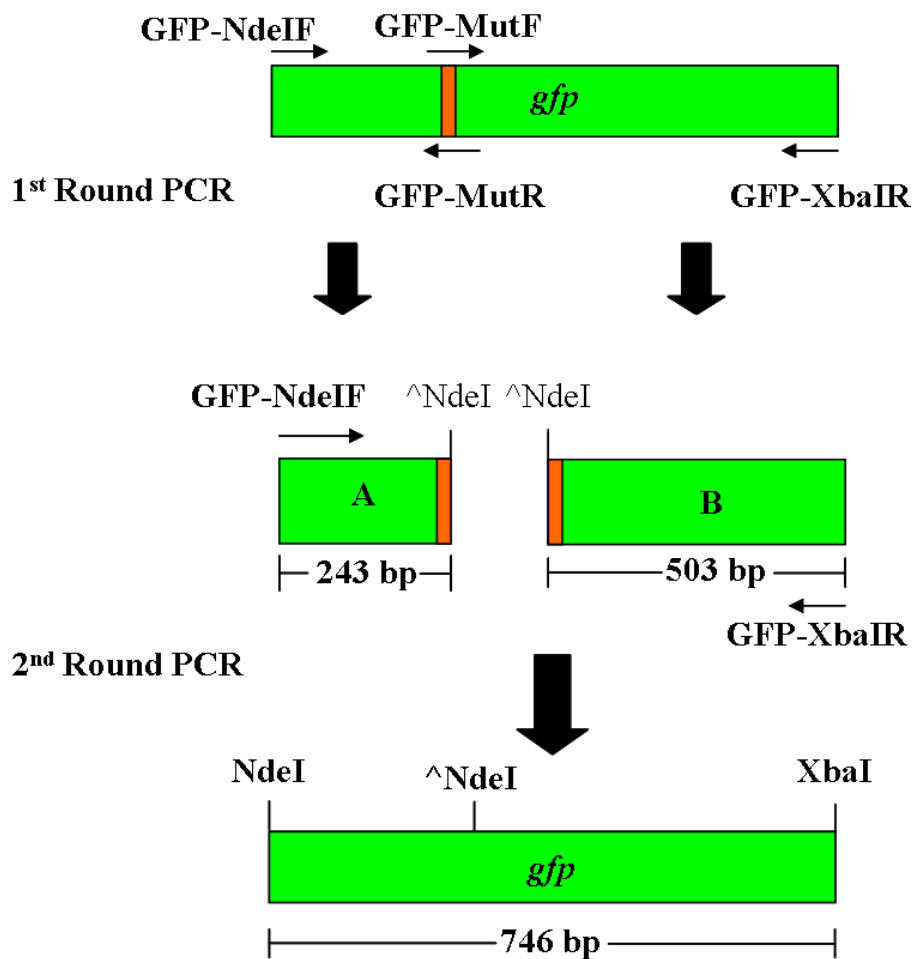 GFP-NdeIF GFP-MutF
gfp
1st Round PCR
GFP-MutR GFP-XbaIR
GFP-NdeIF ^NdeI ^NdeI
A B
243 bp 503 bp
GFP-XbaIR
2nd Round PCR
NdeI ^NdeI XbaI
gfp
746 bp